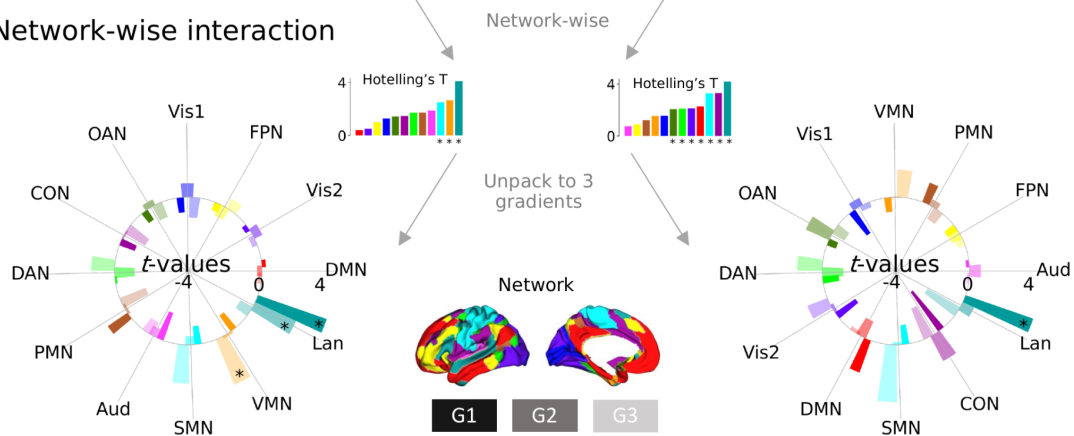 Network-wise interaction
Network-wise
4
Hotelling's T
0
* * *
4
Hotelling's T
0
* * * * * * *
Unpack to 3
gradients
Vis1
OAN
FPN
CON
Vis2
DAN
t-values
-4
0
4
DMN
PMN
*
*
Lan
Aud
*
VMN
SMN
Network
G1
G2
G3
VMN
Vis1
PMN
OAN
FPN
DAN
t-values
-4
0
4
Aud
*
Lan
Vis2
DMN
CON
SMN